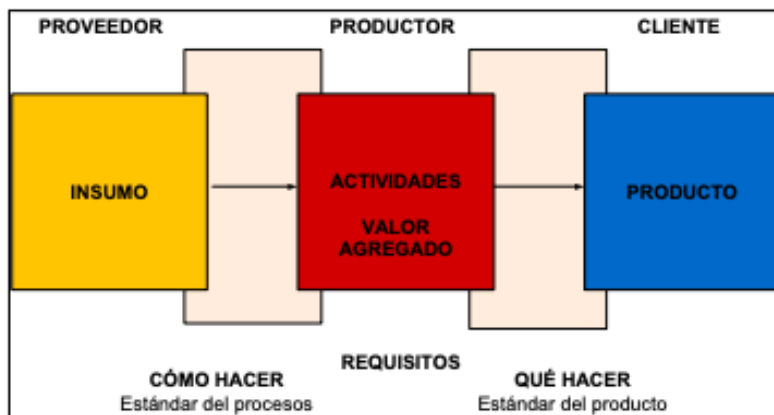 PROVEEDOR
PRODUCTOR
CLIENTE
INSUMO
ACTIVIDADES
VALOR
AGREGADO
PRODUCTO
REQUISITOS
CÓMO HACER
Estándar del procesos
QUÉ HACER
Estándar del producto